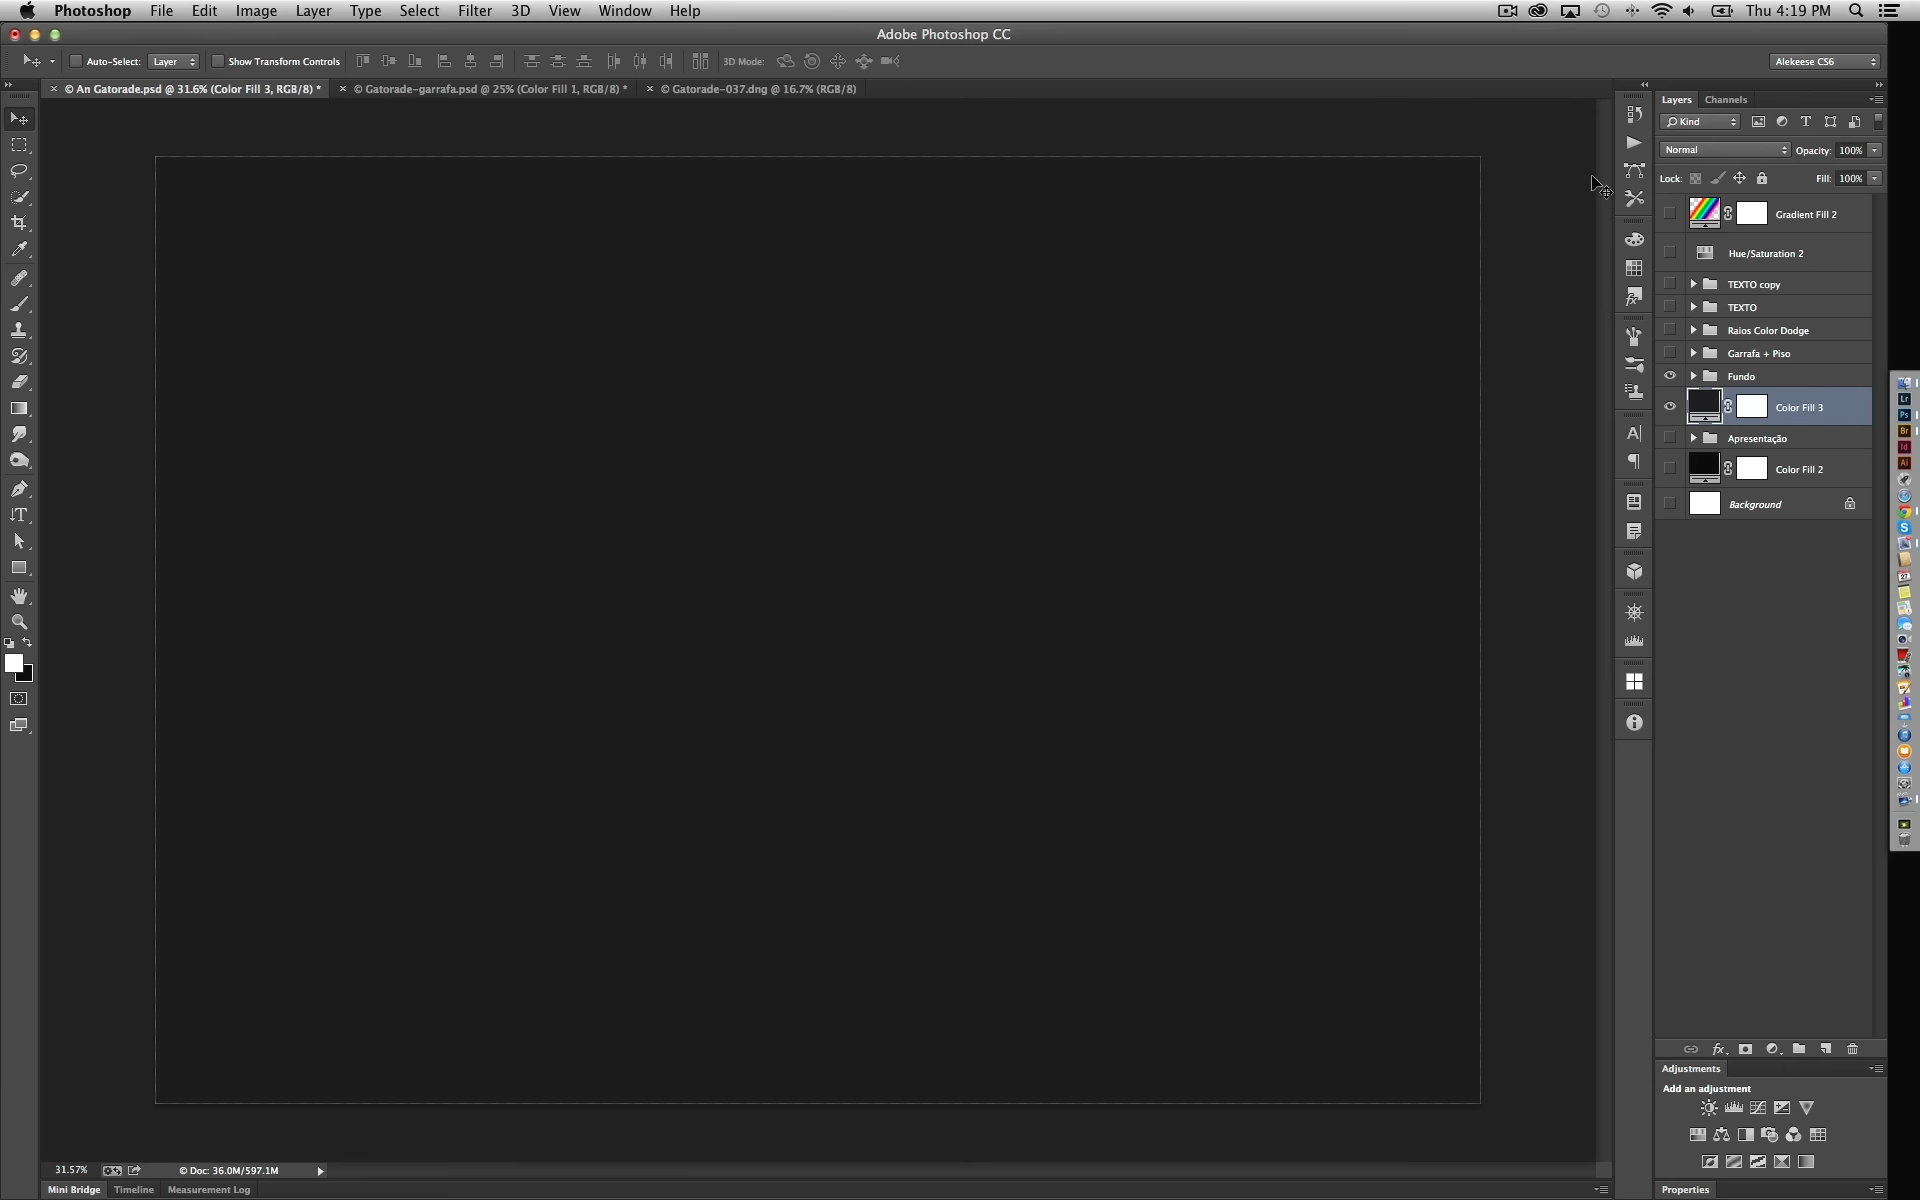 Photoshop File Edit Image Layer Type Select Filter 3D View Window Help Thu 4:19 PM
Adobe Photoshop CC
Auto-Select: Layer Show Transform Controls 3D Mode: Alekeese CS6
© An Gatorade.psd @ 31.6% (Color Fill 3, RGB/8) * © Gatorade-garrafa.psd @ 25% (Color Fill 1, RGB/8) * © Gatorade-037.dng @ 16.7% (RGB/8)
Layers Channels
Kind
Normal Opacity: 100%
Lock: Fill: 100%
Gradient Fill 2
Hue/Saturation 2
TEXTO copy
TEXTO
Raios Color Dodge
Garrafa + Piso
Fundo
Color Fill 3
Apresentação
Color Fill 2
Background
Adjustments
Add an adjustment
31.57% © Doc: 36.0M/597.1M
Mini Bridge Timeline Measurement Log Properties